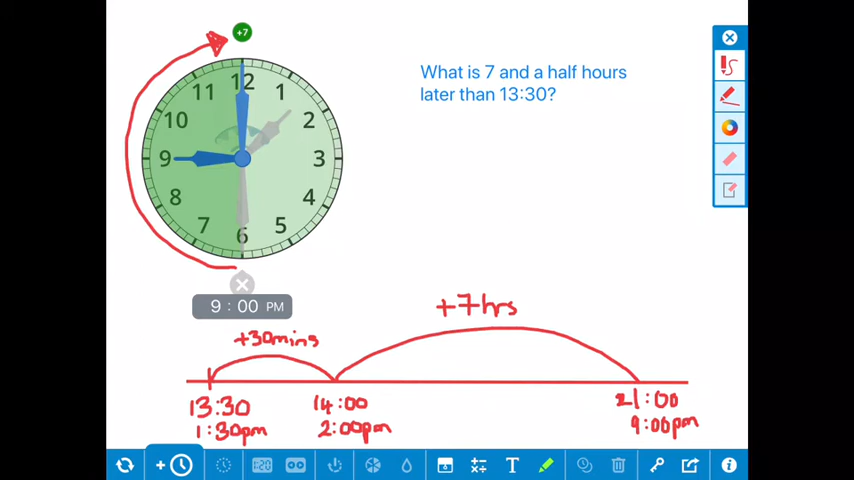 +7
What is 7 and a half hours
later than 13:30?
12
11 1
10 2
9 3
8 4
7 5
6
9 : 00 PM
+7hrs
+30mins
13:30 14:00 21:00
1:30pm 2:00pm 9:00pm
+ 1:20 T